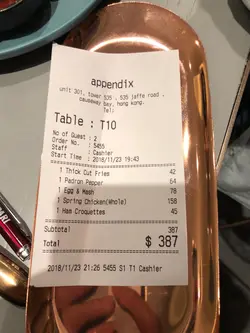 appendix
unit 301, tower 535 , 535 jaffe road ,
causeway bay, hong kong.
Tel:
Table : T10
No of Guest : 2
Order No. : 5455
Staff : Cashier
Start Time : 2018/11/23 19:43
1 Thick Cut Fries 42
1 Padron Pepper 64
1 Egg & Hash 78
1 Spring Chicken(Whole) 158
1 Ham Croquettes 45
Subtotal 387
Total $ 387
2018/11/23 21:26 5455 S1 T1 Cashier